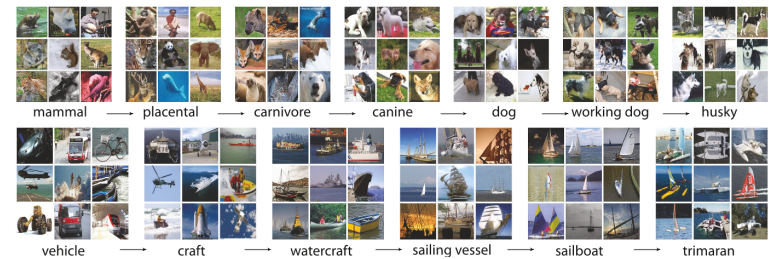 mammal placental carnivore canine dog working dog husky
vehicle craft watercraft sailing vessel sailboat trimaran